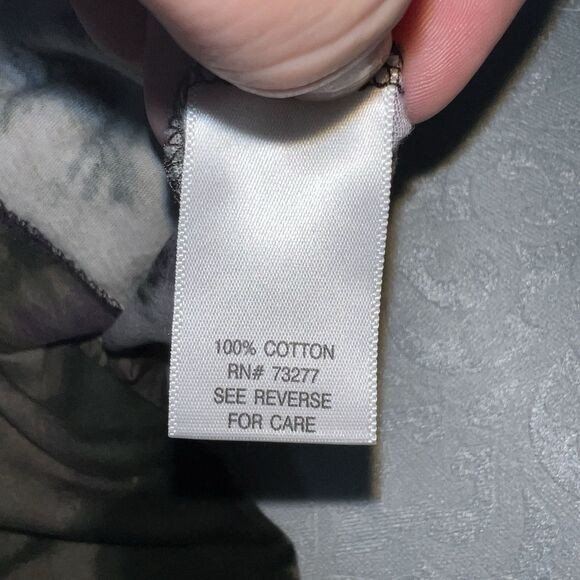 100% COTTON
RN# 73277
SEE REVERSE
FOR CARE